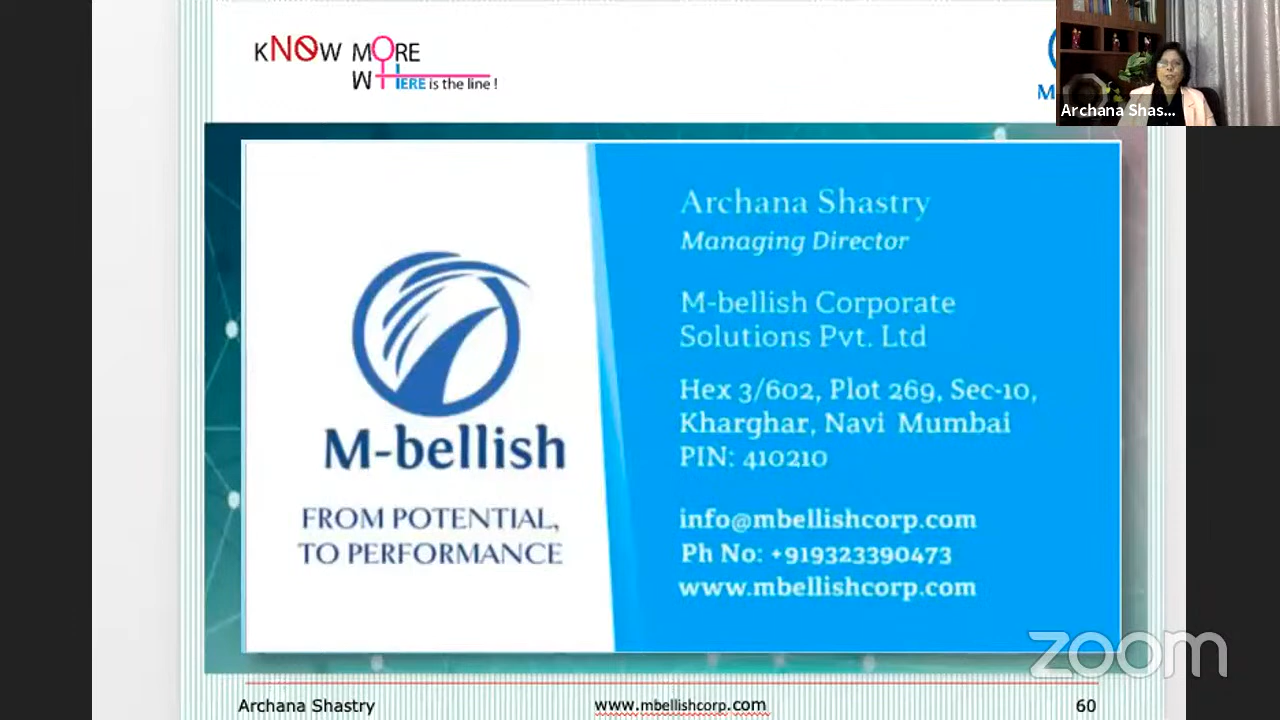 KNOW MORE
WHERE is the line !
M
Archana Shas...
Archana Shastry
Managing Director
M-bellish Corporate
Solutions Pvt. Ltd
Hex 3/602, Plot 269, Sec-10,
Kharghar, Navi Mumbai
PIN: 410210
info@mbellishcorp.com
Ph No: +919323390473
www.mbellishcorp.com
M-bellish
FROM POTENTIAL,
TO PERFORMANCE
zoom
Archana Shastry
www.mbellishcorp.com
60